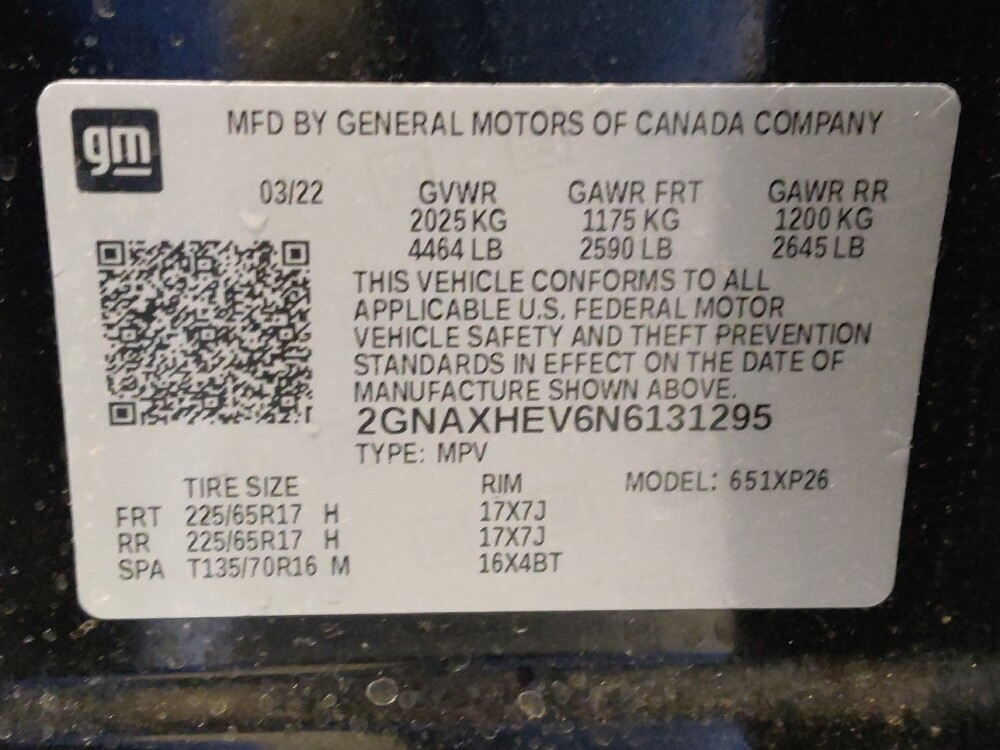 gm
MFD BY GENERAL MOTORS OF CANADA COMPANY
03/22 GVWR GAWR FRT GAWR RR
2025 KG 1175 KG 1200 KG
4464 LB 2590 LB 2645 LB
THIS VEHICLE CONFORMS TO ALL
APPLICABLE U.S. FEDERAL MOTOR
VEHICLE SAFETY AND THEFT PREVENTION
STANDARDS IN EFFECT ON THE DATE OF
MANUFACTURE SHOWN ABOVE.
2GNAXHEV6N6131295
TYPE: MPV
TIRE SIZE RIM MODEL: 651XP26
FRT 225/65R17 H 17X7J
RR 225/65R17 H 17X7J
SPA T135/70R16 M 16X4BT